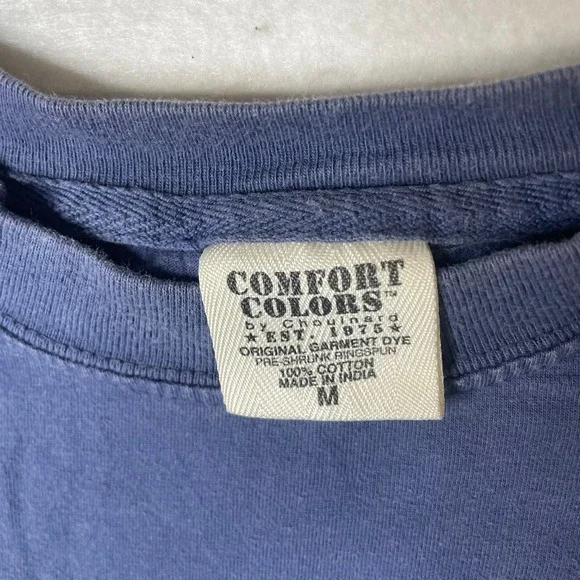 COMFORT
COLORS™
by Chouinard
★ EST. 1975 ★
ORIGINAL GARMENT DYE
PRE-SHRUNK RINGSPUN
100% COTTON
MADE IN INDIA
M